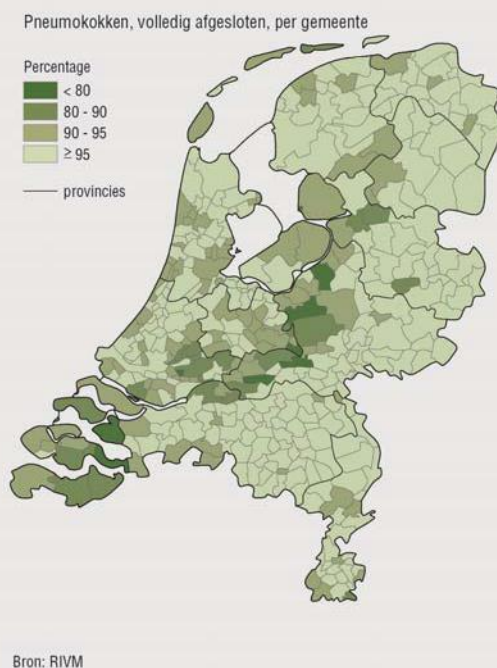 Pneumokokken, volledig afgesloten, per gemeente
Percentage
< 80
80 - 90
90 - 95
≥ 95
provincies
Bron: RIVM